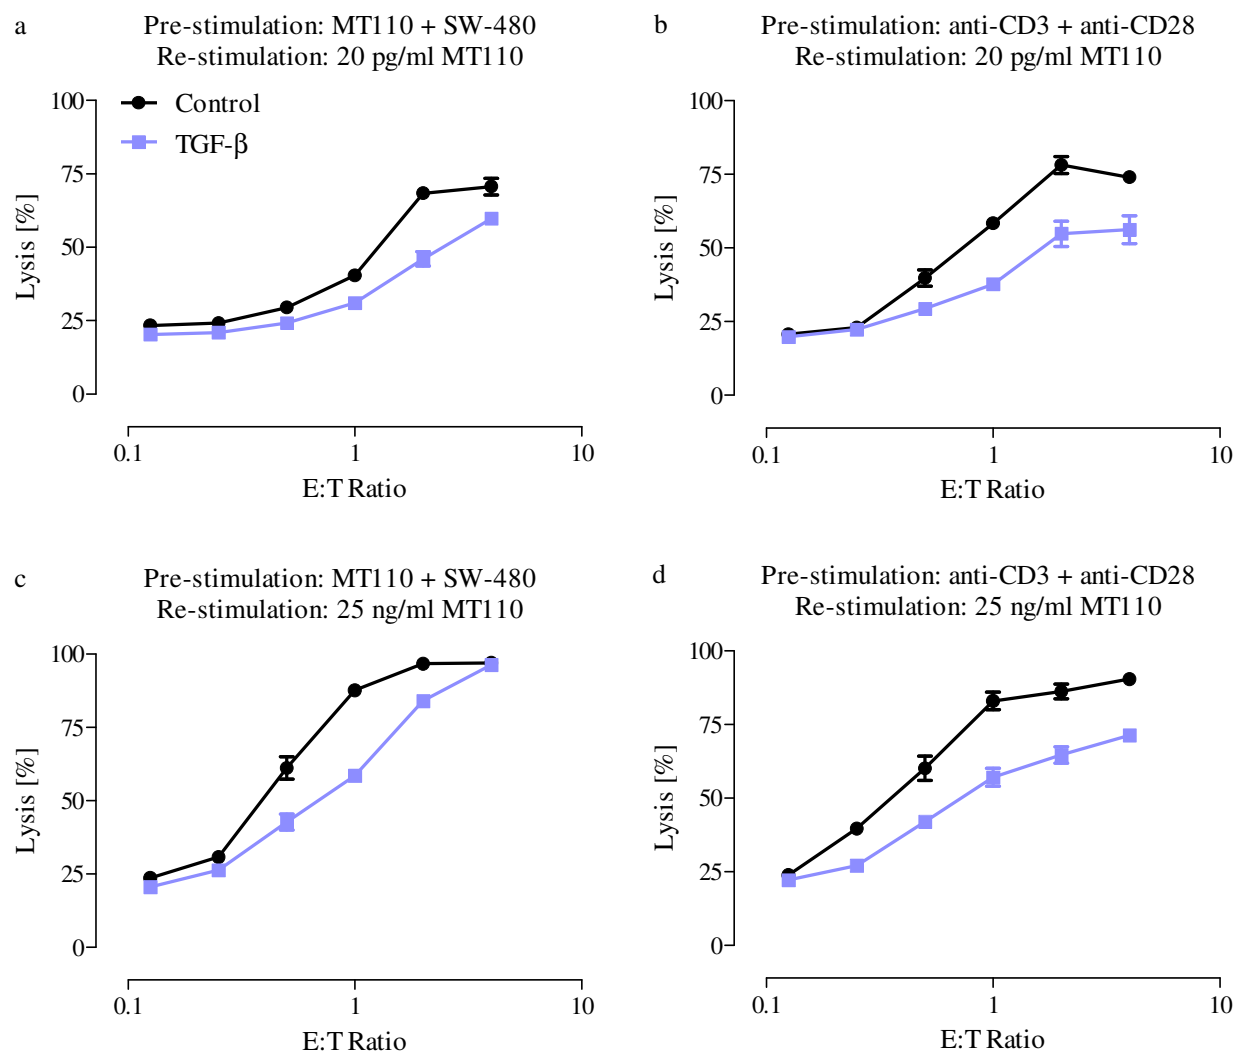 a
Pre-stimulation: MT110 + SW-480
Re-stimulation: 20 pg/ml MT110
100
75
50
25
0
Lysis [%]
Control
TGF-β
0.1
1
10
E:T Ratio
b
Pre-stimulation: anti-CD3 + anti-CD28
Re-stimulation: 20 pg/ml MT110
100
75
50
25
0
Lysis [%]
0.1
1
10
E:T Ratio
c
Pre-stimulation: MT110 + SW-480
Re-stimulation: 25 ng/ml MT110
100
75
50
25
0
Lysis [%]
0.1
1
10
E:T Ratio
d
Pre-stimulation: anti-CD3 + anti-CD28
Re-stimulation: 25 ng/ml MT110
100
75
50
25
0
Lysis [%]
0.1
1
10
E:T Ratio